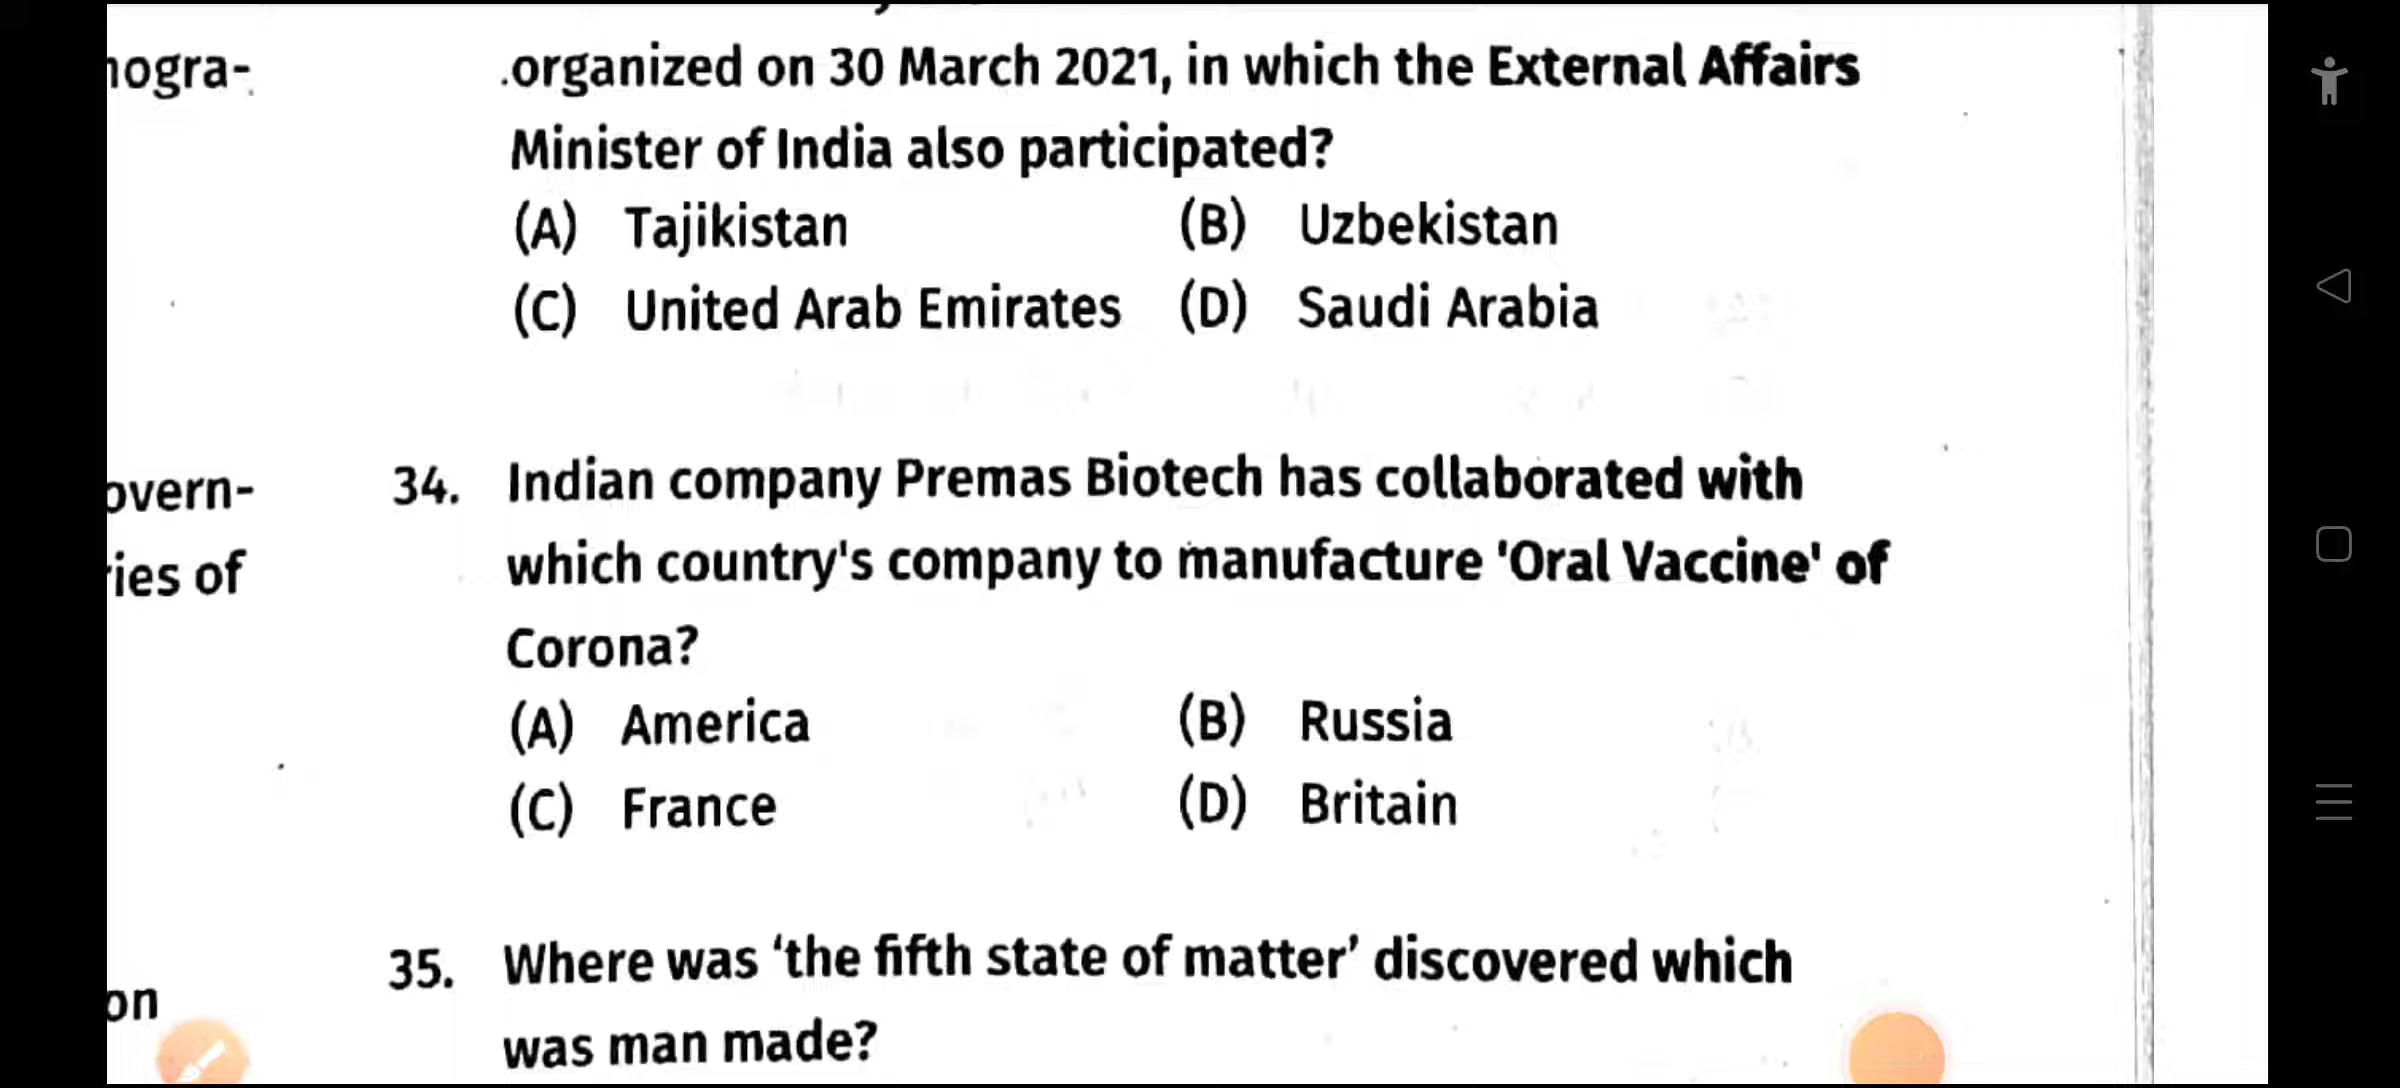 nogra-
overn-
ries of
on
organized on 30 March 2021, in which the External Affairs
Minister of India also participated?
(A) Tajikistan (B) Uzbekistan
(C) United Arab Emirates (D) Saudi Arabia
34. Indian company Premas Biotech has collaborated with
which country's company to manufacture 'Oral Vaccine' of
Corona?
(A) America (B) Russia
(C) France (D) Britain
35. Where was ‘the fifth state of matter’ discovered which
was man made?